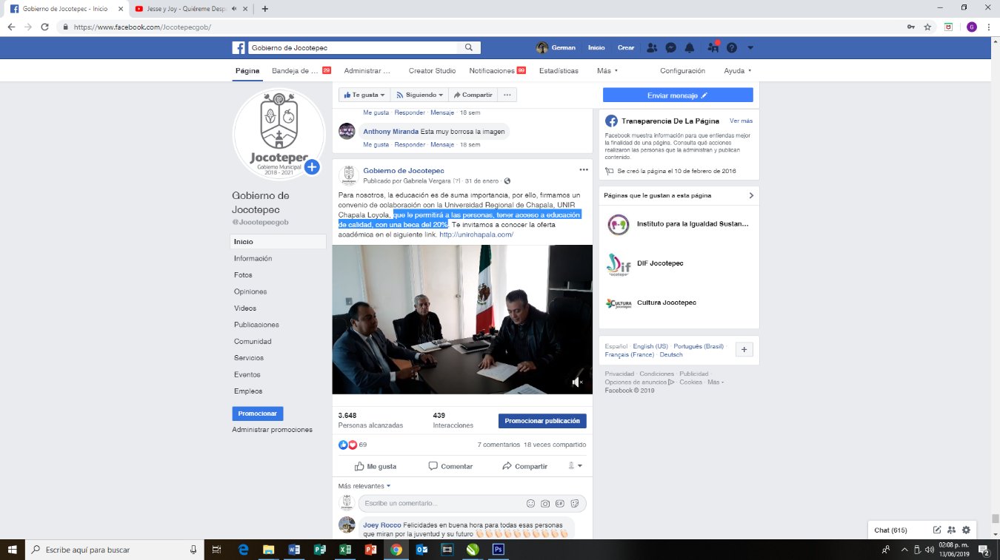 Gobierno de Jocotepec - Inicio
Jesse y Joy - Quiéreme Desp
https://www.facebook.com/Jocotepecgob/
Gobierno de Jocotepec
German Inicio Crear
Página Bandeja de ... 29 Administrar ... Creator Studio Notificaciones 99 Estadísticas Más Configuración Ayuda
Te gusta Siguiendo Compartir ...
Enviar mensaje
Jocotepec
Gobierno Municipal
2018 - 2021
Gobierno de
Jocotepec
@Jocotepecgob
Inicio
Información
Fotos
Opiniones
Videos
Publicaciones
Comunidad
Servicios
Eventos
Empleos
Promocionar
Administrar promociones
Me gusta · Responder · Mensaje · 18 sem
Anthony Miranda Esta muy borrosa la imagen
Me gusta · Responder · Mensaje · 18 sem
Gobierno de Jocotepec
Publicado por Gabriela Vergara [?] · 31 de enero ·
Para nosotros, la educación es de suma importancia, por ello, firmamos un
convenio de colaboración con la Universidad Regional de Chapala, UNIR
Chapala Loyola, que le permitirá a las personas, tener acceso a educación
de calidad, con una beca del 20%. Te invitamos a conocer la oferta
académica en el siguiente link. http://unirchapala.com/
3.648
Personas alcanzadas
439
Interacciones
Promocionar publicación
69
7 comentarios 18 veces compartido
Me gusta Comentar Compartir
Más relevantes
Escribe un comentario...
GIF
Joey Rocco Felicidades en buena hora para todas esas personas
que miran por la juventud y su futuro
Transparencia De La Página Ver más
Facebook muestra información para que entiendas mejor
la finalidad de una página. Consulta qué acciones
realizaron las personas que la administran y publican
contenido.
Se creó la página el 10 de febrero de 2016
Páginas que le gustan a esta página
Instituto para la Igualdad Sustan...
DIF Jocotepec
Cultura Jocotepec
Español · English (US) · Português (Brasil) ·
Français (France) · Deutsch
Privacidad · Condiciones · Publicidad ·
Opciones de anuncios · Cookies · Más
Facebook © 2019
Chat (615)
Escribe aquí para buscar
02:08 p. m.
13/06/2019
2